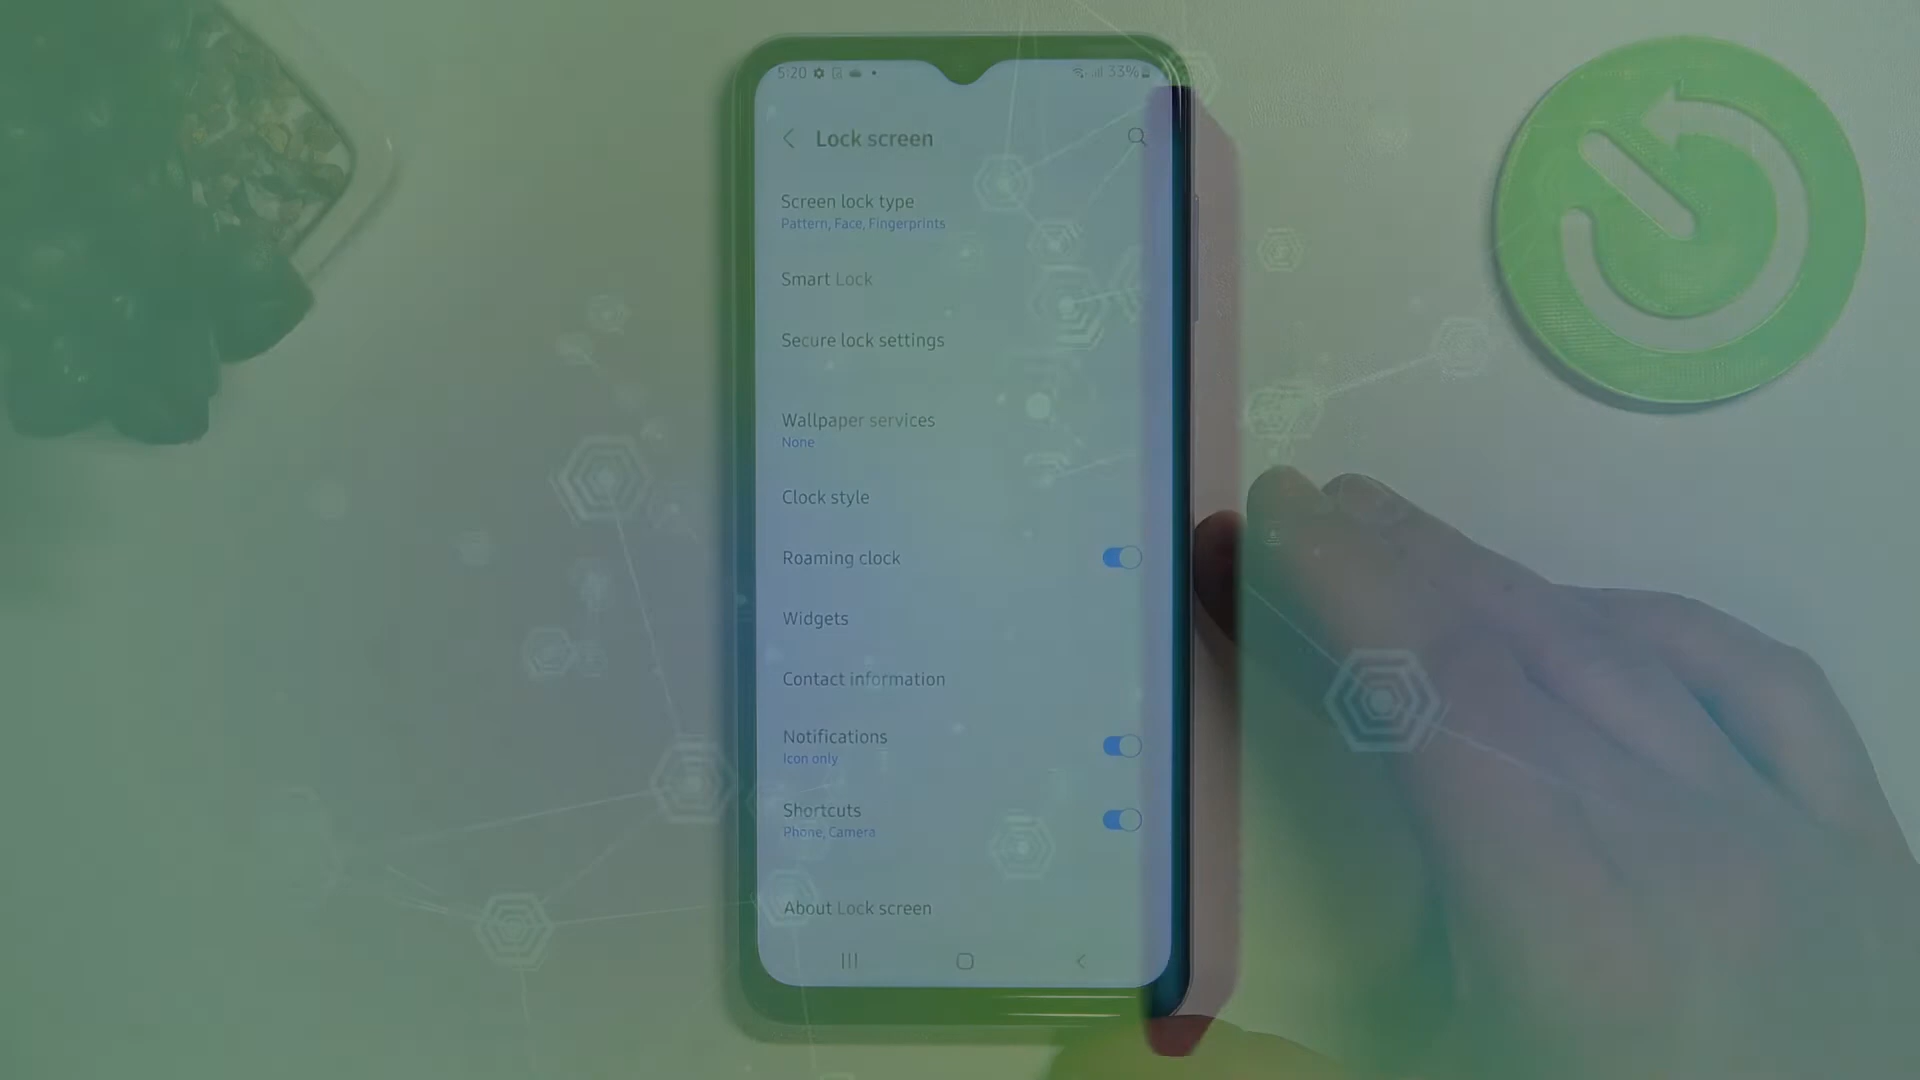 5:20
33%
Lock screen
Screen lock type
Pattern, Face, Fingerprints
Smart Lock
Secure lock settings
Wallpaper services
None
Clock style
Roaming clock
Widgets
Contact information
Notifications
Icon only
Shortcuts
Phone, Camera
About Lock screen